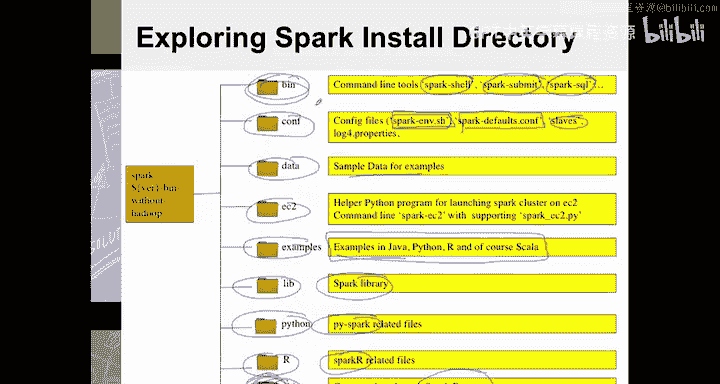 Exploring Spark Install Directory
bin
Command line tools 'spark-shell', 'spark-submit', 'spark-sql'...
conf
Config files ('spark-env.sh', 'spark-defaults.conf', 'slaves',
log4.properties,
data
Sample Data for examples
spark
S{ver}-bin
without
hadoop
ec2
Helper Python program for launching spark cluster on ec2
Command line 'spark-ec2' with supporting 'spark_ec2.py'
examples
Examples in Java, Python, R and of course Scala
lib
Spark library
python
py-spark related files
R
sparkR related files
bilibili
@bilibili.com